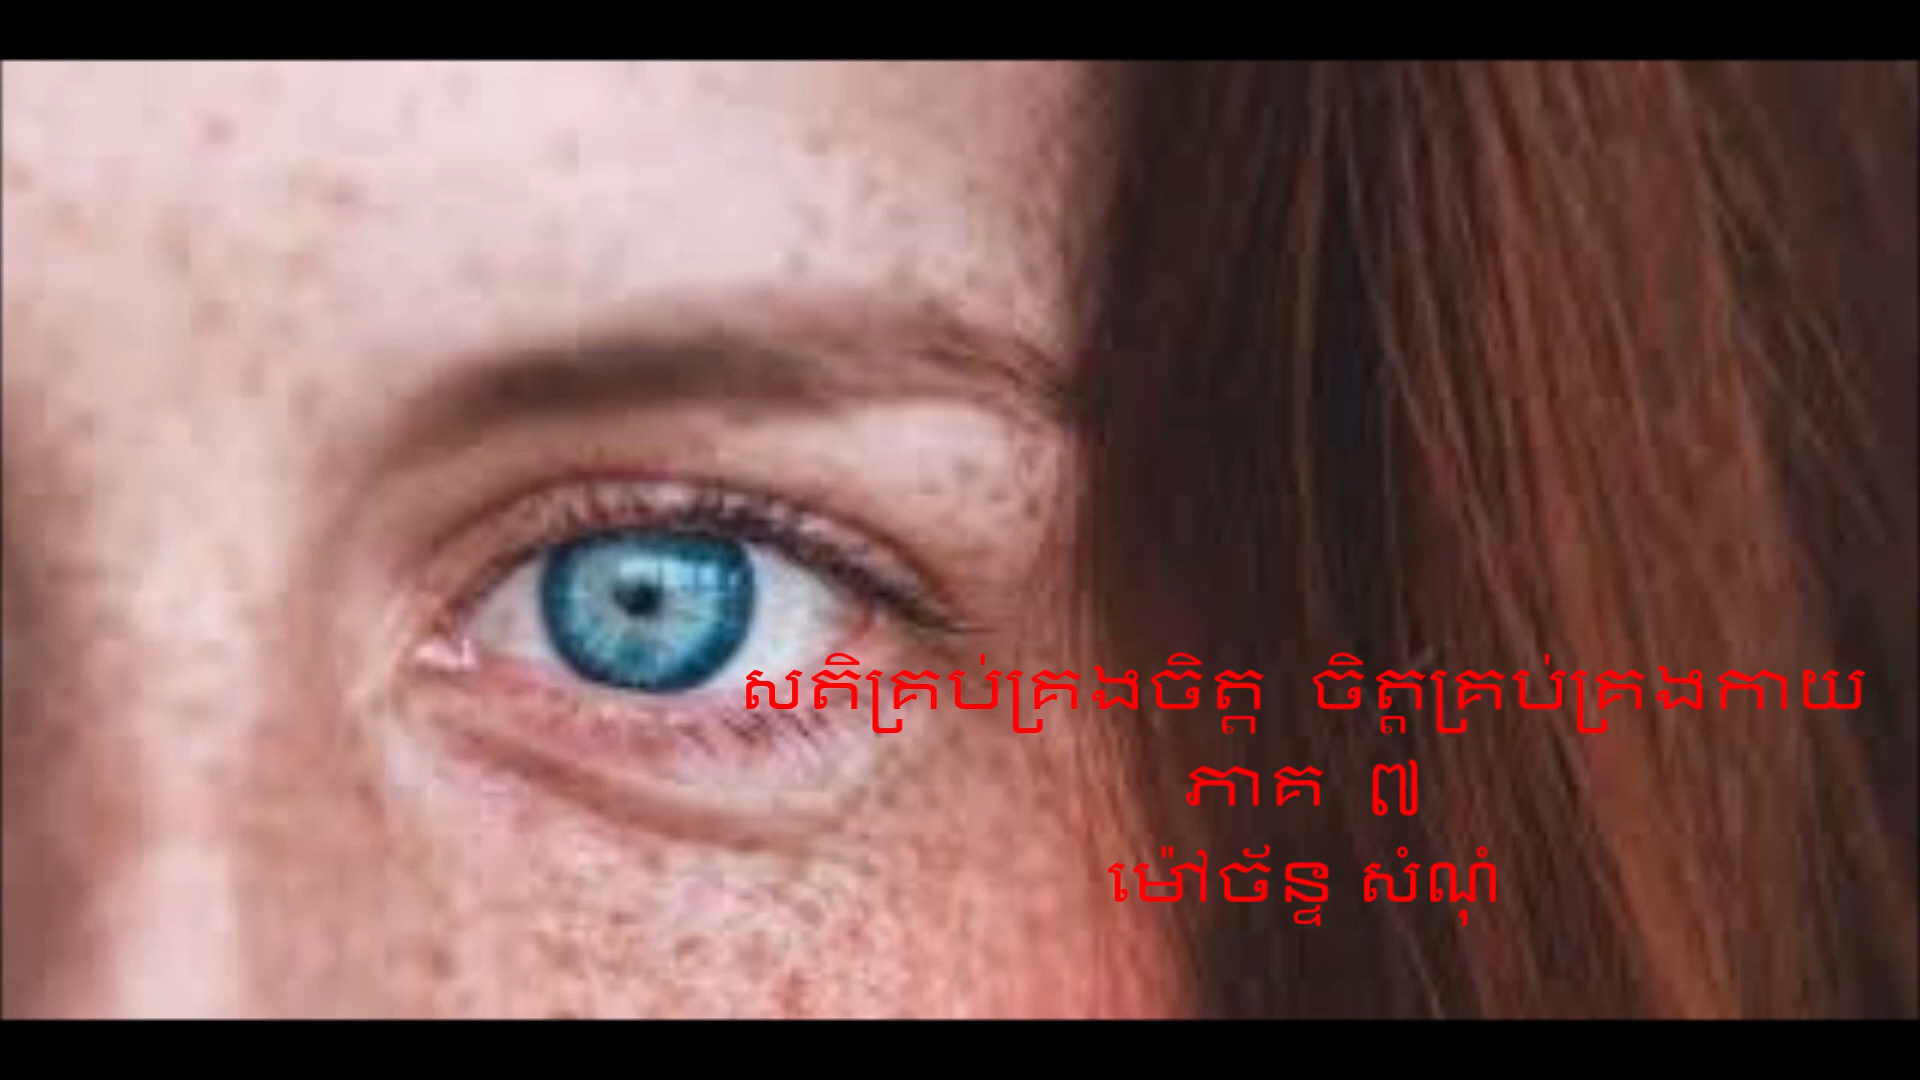 សតិគ្រប់គ្រងចិត្ត ចិត្តគ្រប់គ្រងកាយ
ភាគ ៧
ម៉ៅច័ន្ទ សំណុំ